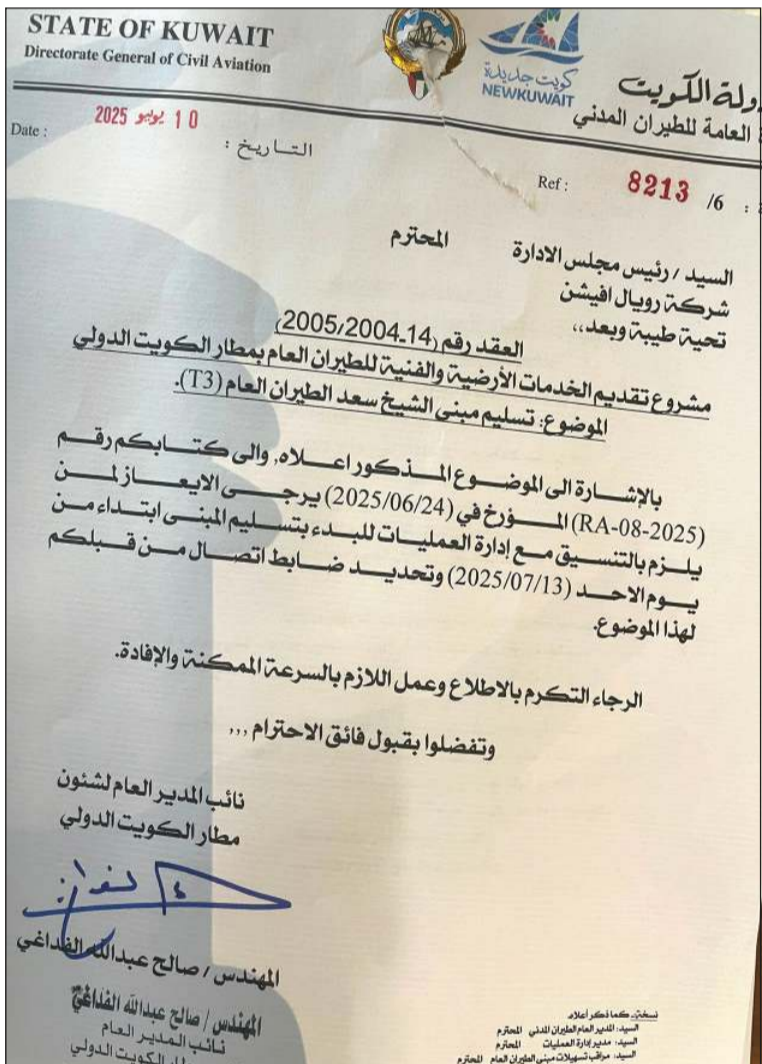 STATE OF KUWAIT
Directorate General of Civil Aviation
كويت جديدة
NEWKUWAIT
دولة الكويت
العامة للطيران المدني
Date :
10 يوليو 2025
التاريخ :
Ref :
8213 /6 :
السيد / رئيس مجلس الادارة المحترم
شركة رويال افيشن
تحية طيبة وبعد،،
العقد رقم (14-2005/2004)
مشروع تقديم الخدمات الأرضية والفنية للطيران العام بمطار الكويت الدولي
الموضوع: تسليم مبنى الشيخ سعد الطيران العام (T3).
بالإشارة الى الموضوع المذكور اعلاه, والى كتابكم رقم
(RA-08-2025) المؤرخ في (2025/06/24) يرجى الايعاز لمن
يلزم بالتنسيق مع إدارة العمليات للبدء بتسليم المبنى ابتداء من
يوم الاحد (2025/07/13) وتحديد ضابط اتصال من قبلكم
لهذا الموضوع.
الرجاء التكرم بالاطلاع وعمل اللازم بالسرعة الممكنة والإفادة.
وتفضلوا بقبول فائق الاحترام ,,,
نائب المدير العام لشئون
مطار الكويت الدولي
المهندس / صالح عبدالله الفداغي
المهندس / صالح عبدالله الفداغي
نائب المدير العام
الكويت الدولي
نسخة: كما ذكر أعلاه
السيد: المدير العام للطيران المدني المحترم
السيد: مدير إدارة العمليات المحترم
السيد: مراقب تسهيلات مبنى الطيران العام المحترم